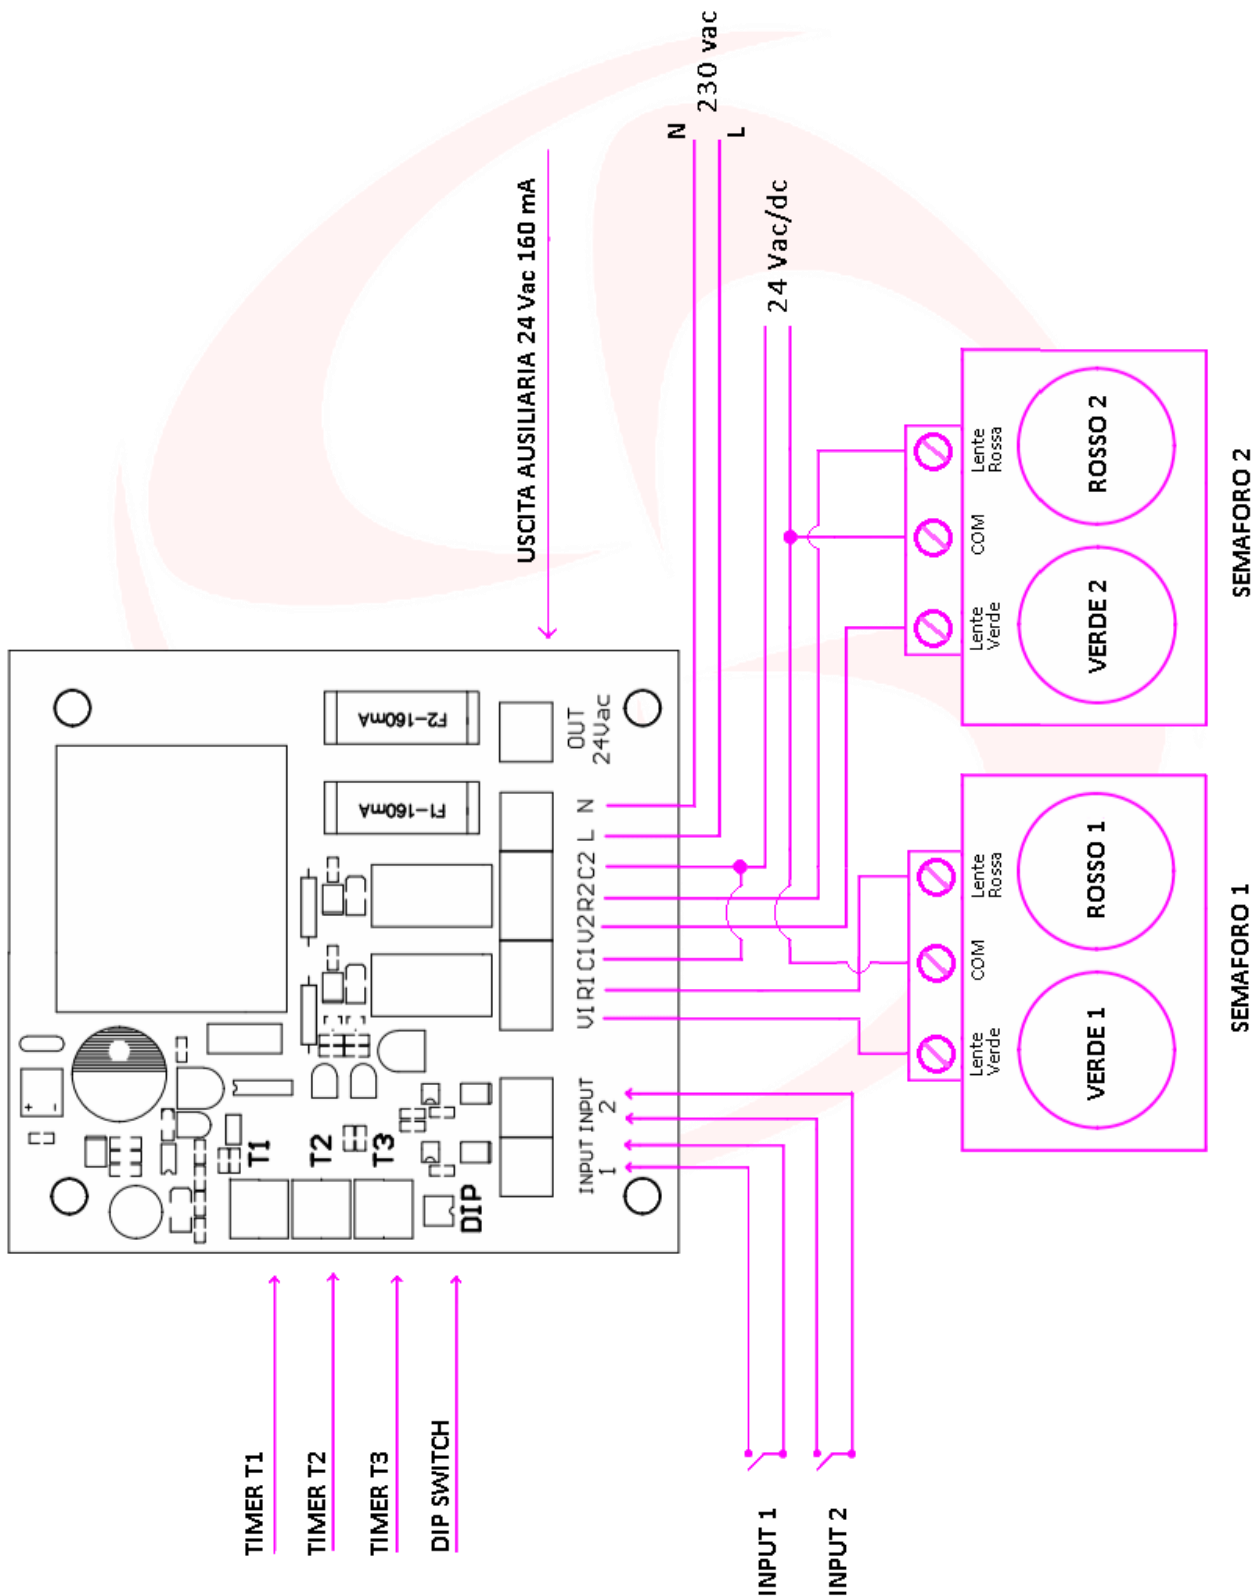 N
230 vac
L
24 Vac/dc
USCITA AUSILIARIA 24 Vac 160 mA
F2-160mA
F1-160mA
OUT
24Vac
N
L
C2
R2
V2
C1
R1
V1
INPUT
2
INPUT
1
T1
T2
T3
DIP
+
-
TIMER T1
TIMER T2
TIMER T3
DIP SWITCH
INPUT 1
INPUT 2
Lente
Rossa
COM
Lente
Verde
ROSSO 2
VERDE 2
SEMAFORO 2
Lente
Rossa
COM
Lente
Verde
ROSSO 1
VERDE 1
SEMAFORO 1